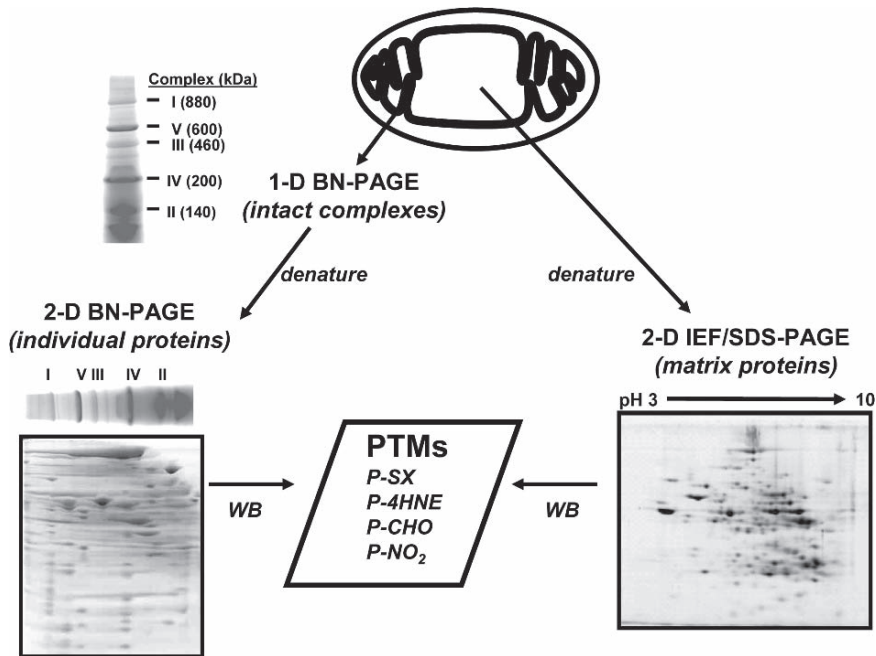 Complex (kDa)
I (880)
V (600)
III (460)
IV (200)
II (140)
1-D BN-PAGE
(intact complexes)
denature
denature
2-D BN-PAGE
(individual proteins)
I V III IV II
2-D IEF/SDS-PAGE
(matrix proteins)
pH 3 10
PTMs
P-SX
P-4HNE
P-CHO
P-NO₂
WB
WB